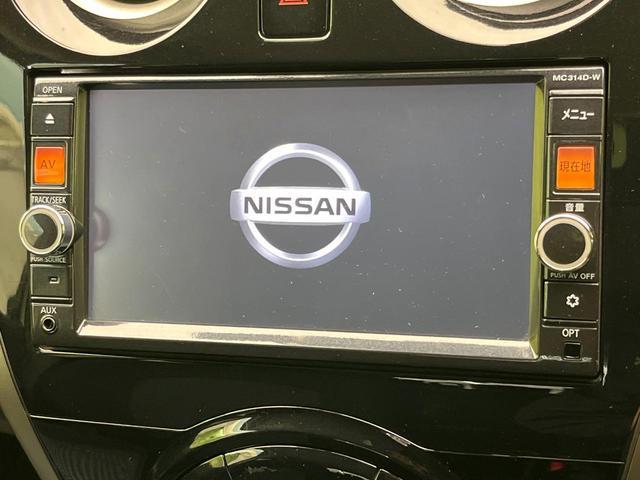 OPEN
MC314D-W
メニュー
AV
現在地
TRACK/SEEK
音量
NISSAN
PUSH SOURCE
PUSH AV OFF
AUX
OPT